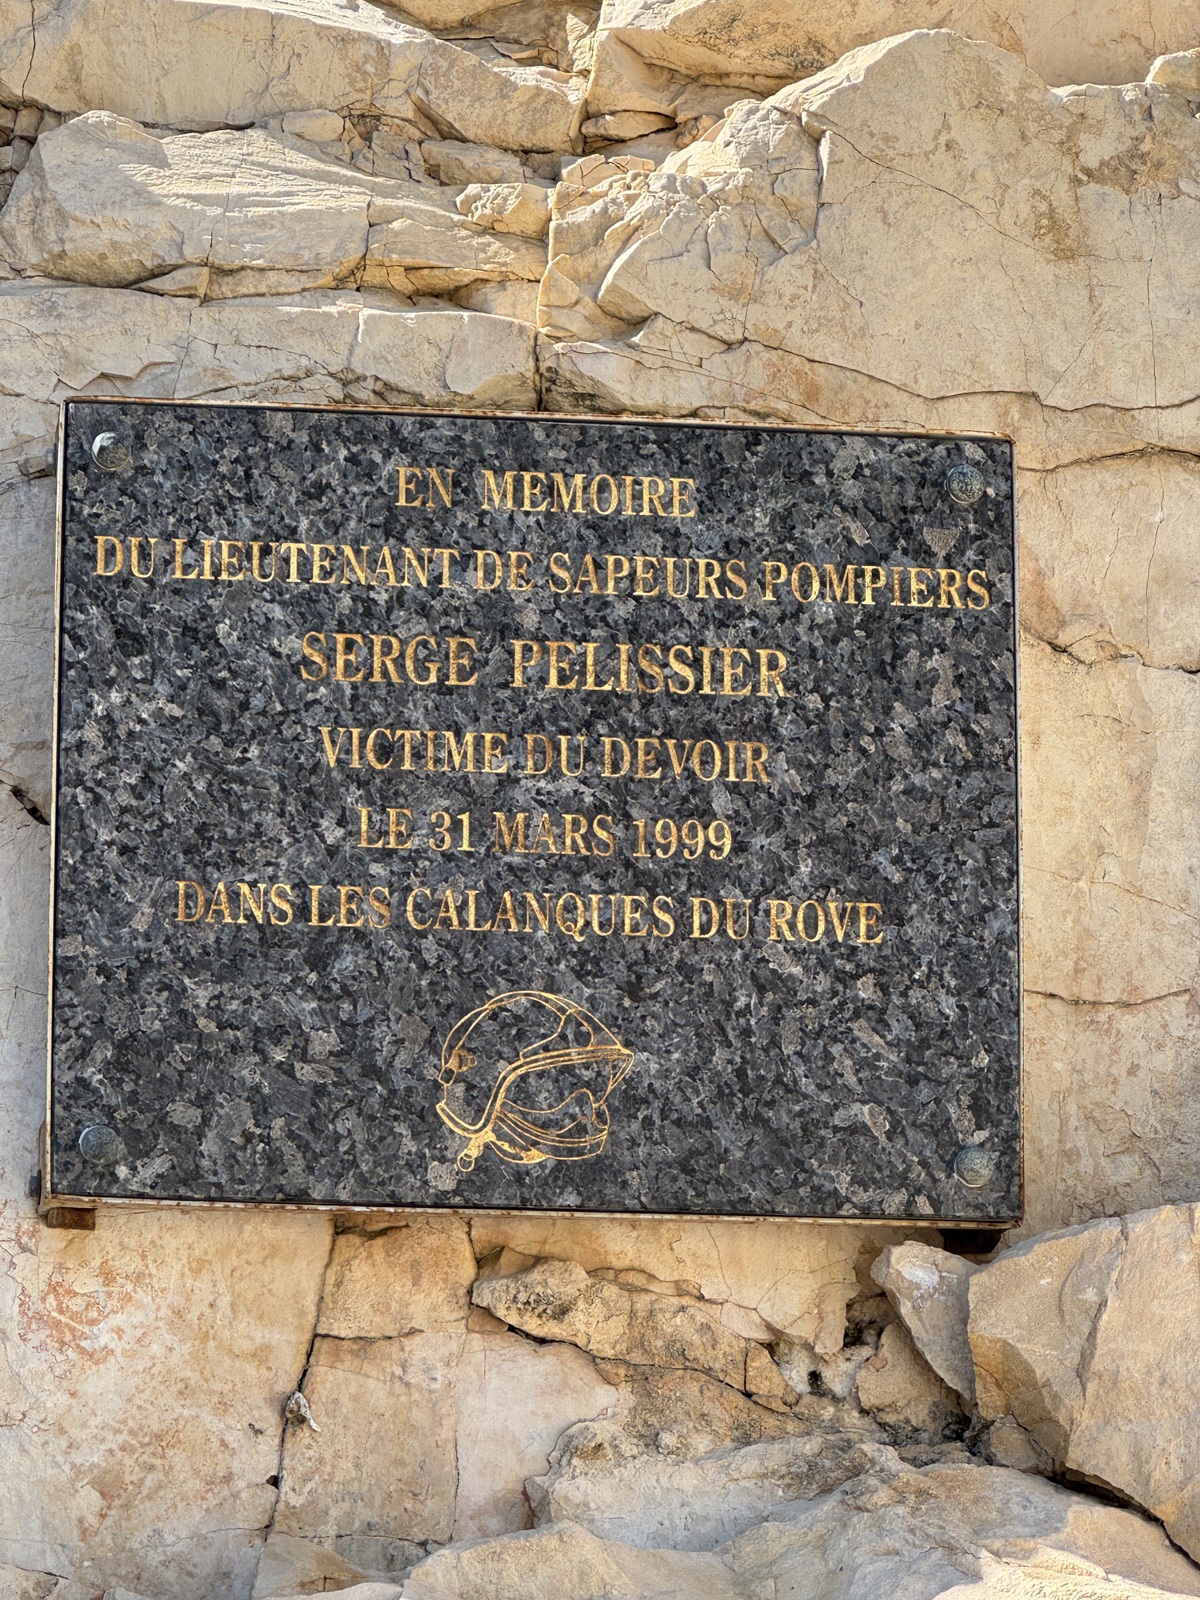 EN MEMOIRE
DU LIEUTENANT DE SAPEURS POMPIERS
SERGE PELISSIER
VICTIME DU DEVOIR
LE 31 MARS 1999
DANS LES CALANQUES DU ROVE